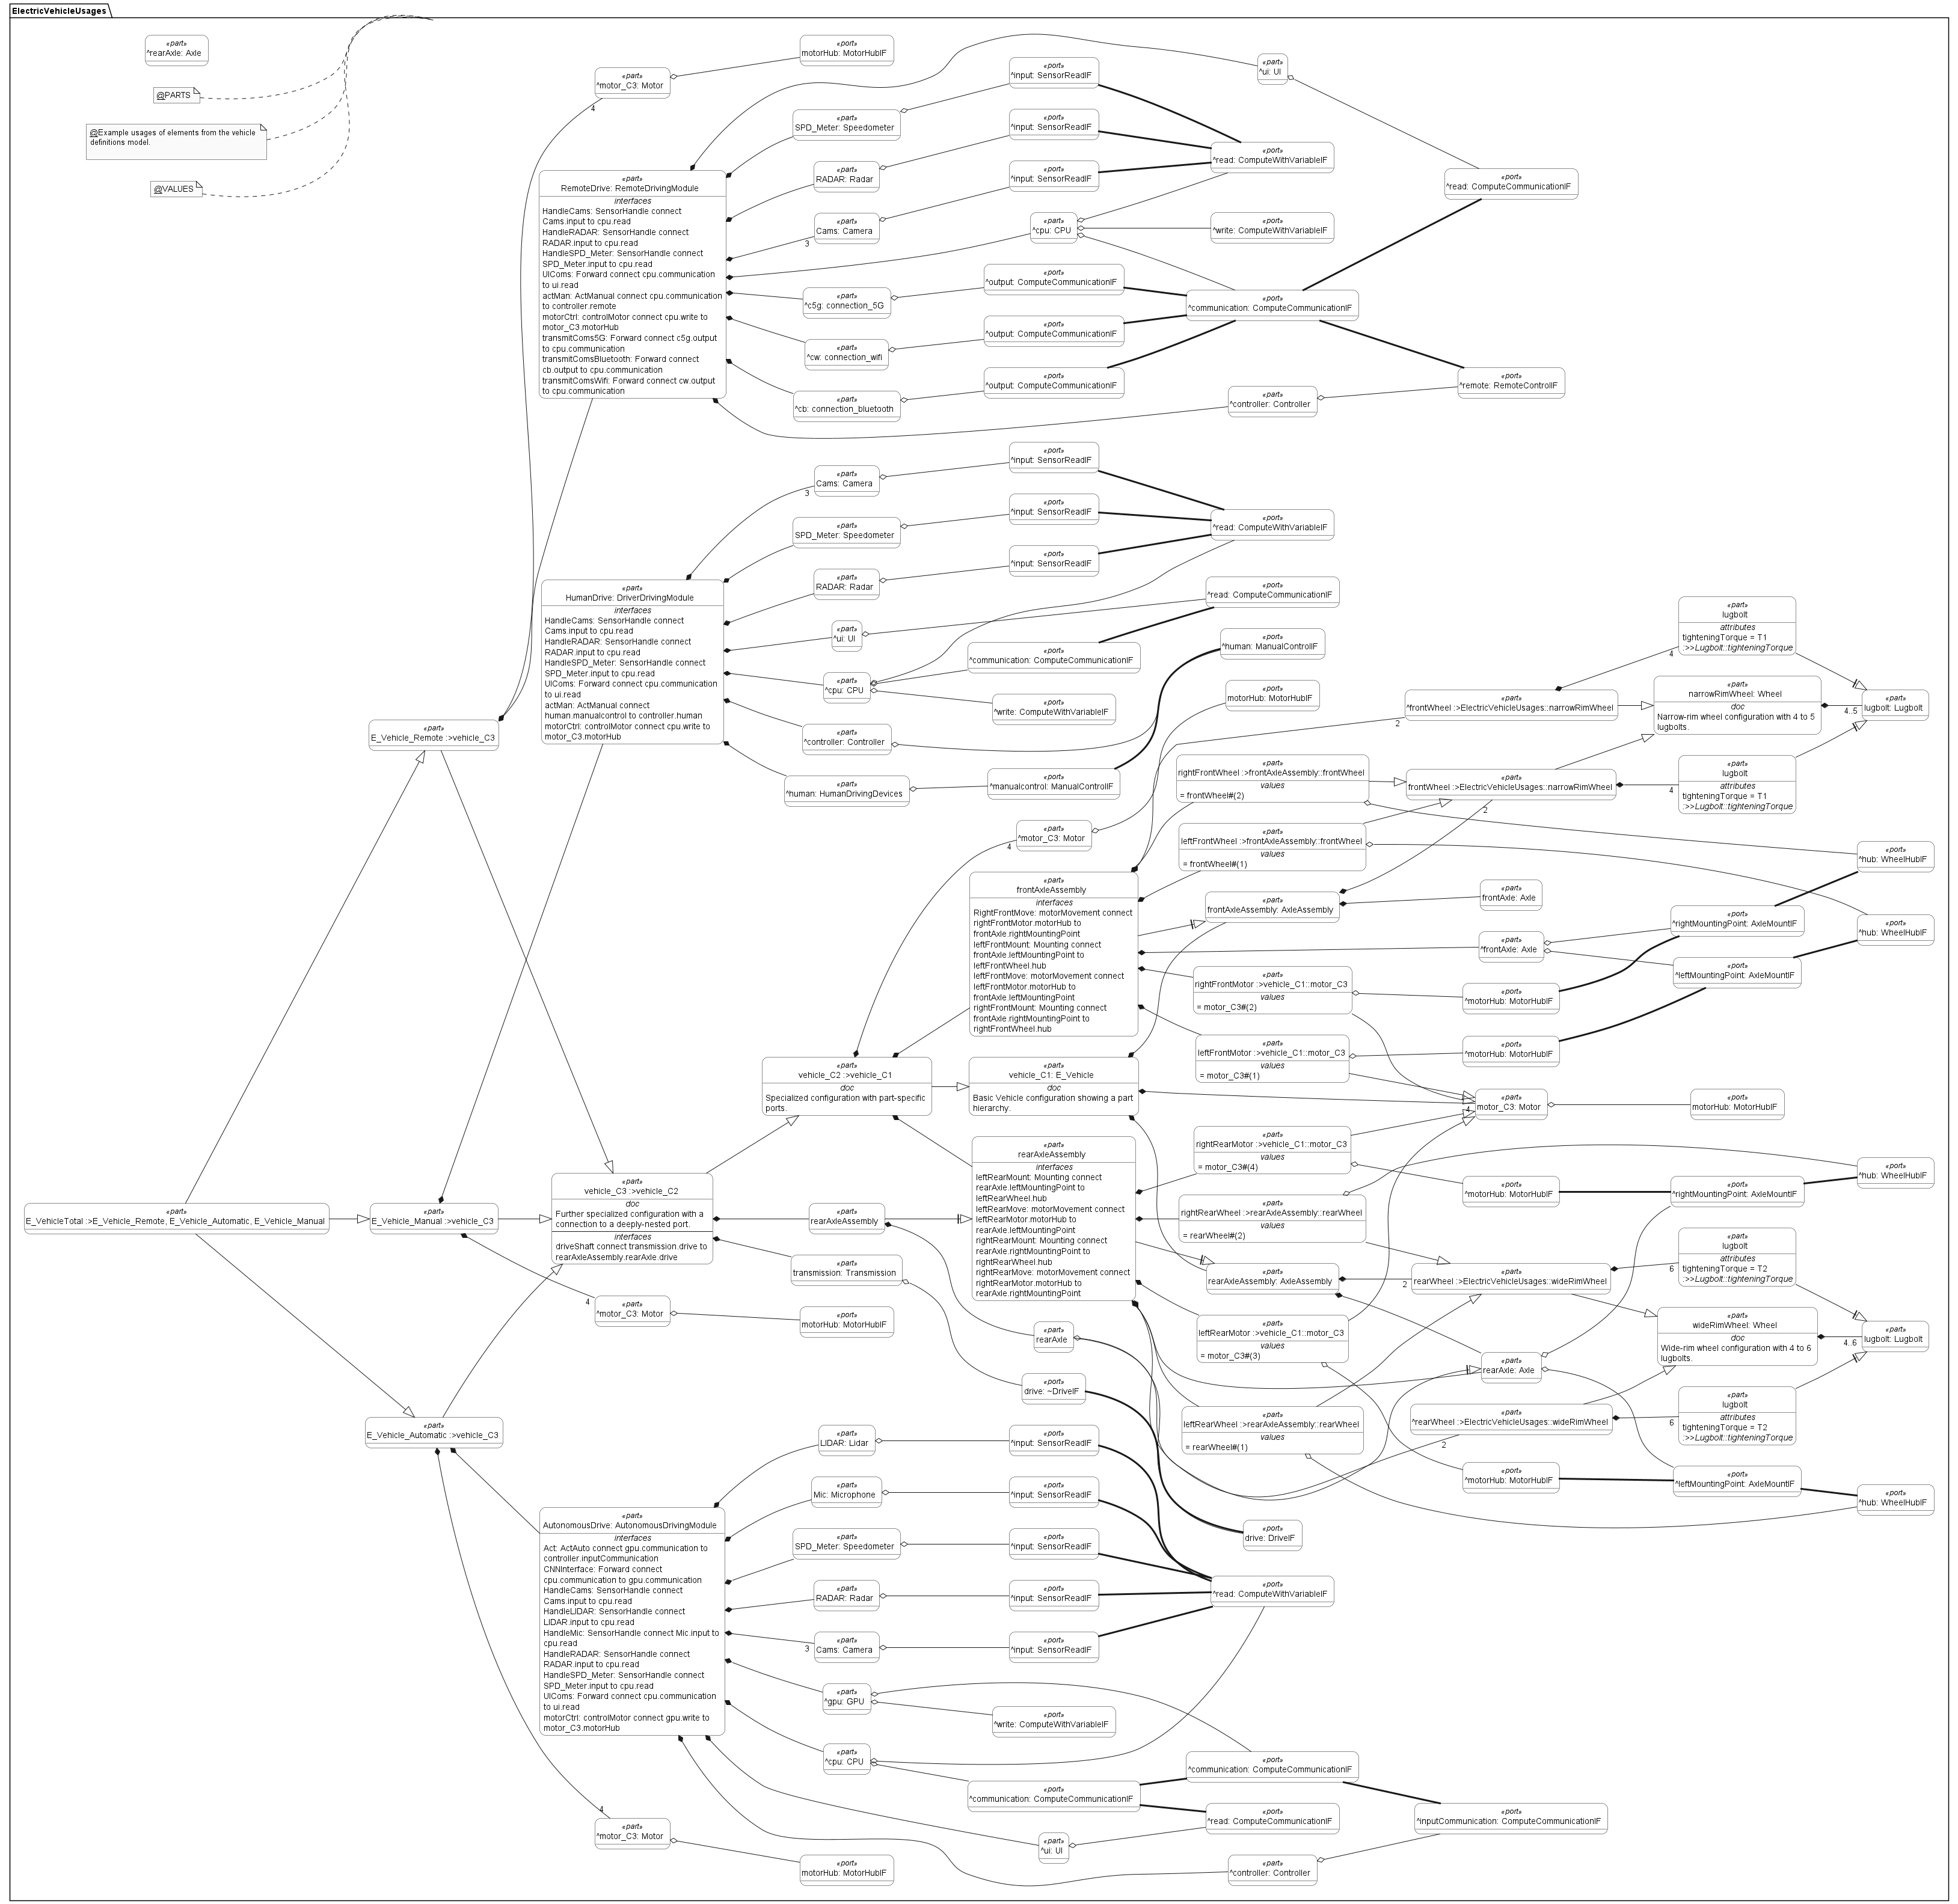 ElectricVehicleUsages
«part»
^rearAxle: Axle
@PARTS
@Example usages of elements from the vehicle
definitions model.
@VALUES
«part»
^motor_C3: Motor
4
«port»
motorHub: MotorHubIF
«part»
RemoteDrive: RemoteDrivingModule
interfaces
HandleCams: SensorHandle connect
Cams.input to cpu.read
HandleRADAR: SensorHandle connect
RADAR.input to cpu.read
HandleSPD_Meter: SensorHandle connect
SPD_Meter.input to cpu.read
UIComs: Forward connect cpu.communication
to ui.read
actMan: ActManual connect cpu.communication
to controller.remote
motorCtrl: controlMotor connect cpu.write to
motor_C3.motorHub
transmitComs5G: Forward connect c5g.output
to cpu.communication
transmitComsBluetooth: Forward connect
cb.output to cpu.communication
transmitComsWifi: Forward connect cw.output
to cpu.communication
«part»
SPD_Meter: Speedometer
«part»
RADAR: Radar
«part»
Cams: Camera
3
«part»
^c5g: connection_5G
«part»
^cw: connection_wifi
«part»
^cb: connection_bluetooth
«port»
^input: SensorReadIF
«port»
^input: SensorReadIF
«port»
^input: SensorReadIF
«part»
^cpu: CPU
«port»
^output: ComputeCommunicationIF
«port»
^output: ComputeCommunicationIF
«port»
^output: ComputeCommunicationIF
«part»
^ui: UI
«port»
^read: ComputeWithVariableIF
«port»
^write: ComputeWithVariableIF
«port»
^communication: ComputeCommunicationIF
«part»
^controller: Controller
«port»
^read: ComputeCommunicationIF
«port»
^remote: RemoteControlIF
«part»
HumanDrive: DriverDrivingModule
interfaces
HandleCams: SensorHandle connect
Cams.input to cpu.read
HandleRADAR: SensorHandle connect
RADAR.input to cpu.read
HandleSPD_Meter: SensorHandle connect
SPD_Meter.input to cpu.read
UIComs: Forward connect cpu.communication
to ui.read
actMan: ActManual connect
human.manualcontrol to controller.human
motorCtrl: controlMotor connect cpu.write to
motor_C3.motorHub
«part»
Cams: Camera
3
«part»
SPD_Meter: Speedometer
«part»
RADAR: Radar
«part»
^ui: UI
«part»
^cpu: CPU
«part»
^controller: Controller
«part»
^human: HumanDrivingDevices
«port»
^input: SensorReadIF
«port»
^input: SensorReadIF
«port»
^input: SensorReadIF
«port»
^communication: ComputeCommunicationIF
«port»
^write: ComputeWithVariableIF
«port»
^manualcontrol: ManualControlIF
«port»
^read: ComputeWithVariableIF
«port»
^read: ComputeCommunicationIF
«port»
^human: ManualControlIF
«port»
motorHub: MotorHubIF
«part»
^motor_C3: Motor
4
«part»
E_Vehicle_Remote :>vehicle_C3
«part»
^frontWheel :>ElectricVehicleUsages::narrowRimWheel
2
«part»
lugbolt
attributes
tighteningTorque = T1
:>>Lugbolt::tighteningTorque
4
«part»
narrowRimWheel: Wheel
doc
Narrow-rim wheel configuration with 4 to 5
lugbolts.
4..5
«part»
lugbolt: Lugbolt
«part»
rightFrontWheel :>frontAxleAssembly::frontWheel
values
= frontWheel#(2)
«part»
frontWheel :>ElectricVehicleUsages::narrowRimWheel
2
«part»
lugbolt
attributes
tighteningTorque = T1
:>>Lugbolt::tighteningTorque
4
«part»
leftFrontWheel :>frontAxleAssembly::frontWheel
values
= frontWheel#(1)
«port»
^hub: WheelHubIF
«port»
^hub: WheelHubIF
«part»
frontAxleAssembly
interfaces
RightFrontMove: motorMovement connect
rightFrontMotor.motorHub to
frontAxle.rightMountingPoint
leftFrontMount: Mounting connect
frontAxle.leftMountingPoint to
leftFrontWheel.hub
leftFrontMove: motorMovement connect
leftFrontMotor.motorHub to
frontAxle.leftMountingPoint
rightFrontMount: Mounting connect
frontAxle.rightMountingPoint to
rightFrontWheel.hub
«part»
frontAxleAssembly: AxleAssembly
«part»
frontAxle: Axle
«part»
^frontAxle: Axle
«port»
^rightMountingPoint: AxleMountIF
«port»
^leftMountingPoint: AxleMountIF
«part»
rightFrontMotor :>vehicle_C1::motor_C3
values
= motor_C3#(2)
«port»
^motorHub: MotorHubIF
«part»
leftFrontMotor :>vehicle_C1::motor_C3
values
= motor_C3#(1)
«port»
^motorHub: MotorHubIF
«part»
vehicle_C2 :>vehicle_C1
doc
Specialized configuration with part-specific
ports.
«part»
vehicle_C1: E_Vehicle
doc
Basic Vehicle configuration showing a part
hierarchy.
«part»
motor_C3: Motor
4
«port»
motorHub: MotorHubIF
«part»
E_VehicleTotal :>E_Vehicle_Remote, E_Vehicle_Automatic, E_Vehicle_Manual
«part»
E_Vehicle_Manual :>vehicle_C3
«part»
vehicle_C3 :>vehicle_C2
doc
Further specialized configuration with a
connection to a deeply-nested port.
interfaces
driveShaft connect transmission.drive to
rearAxleAssembly.rearAxle.drive
«part»
rearAxleAssembly
«part»
transmission: Transmission
«part»
^motor_C3: Motor
4
«port»
motorHub: MotorHubIF
«part»
rearAxleAssembly
interfaces
leftRearMount: Mounting connect
rearAxle.leftMountingPoint to
leftRearWheel.hub
leftRearMove: motorMovement connect
leftRearMotor.motorHub to
rearAxle.leftMountingPoint
rightRearMount: Mounting connect
rearAxle.rightMountingPoint to
rightRearWheel.hub
rightRearMove: motorMovement connect
rightRearMotor.motorHub to
rearAxle.rightMountingPoint
«part»
rightRearMotor :>vehicle_C1::motor_C3
values
= motor_C3#(4)
«part»
rightRearWheel :>rearAxleAssembly::rearWheel
values
= rearWheel#(2)
«part»
rearAxleAssembly: AxleAssembly
«part»
leftRearMotor :>vehicle_C1::motor_C3
values
= motor_C3#(3)
«port»
^motorHub: MotorHubIF
«port»
^rightMountingPoint: AxleMountIF
«port»
^hub: WheelHubIF
«part»
rearWheel :>ElectricVehicleUsages::wideRimWheel
2
«part»
lugbolt
attributes
tighteningTorque = T2
:>>Lugbolt::tighteningTorque
6
«part»
wideRimWheel: Wheel
doc
Wide-rim wheel configuration with 4 to 6
lugbolts.
4..6
«part»
lugbolt: Lugbolt
«part»
rearAxle: Axle
«part»
rearAxle
«port»
drive: ~DriveIF
«part»
leftRearWheel :>rearAxleAssembly::rearWheel
values
= rearWheel#(1)
«part»
^rearWheel :>ElectricVehicleUsages::wideRimWheel
2
«part»
lugbolt
attributes
tighteningTorque = T2
:>>Lugbolt::tighteningTorque
6
«port»
^motorHub: MotorHubIF
«port»
^leftMountingPoint: AxleMountIF
«port»
^hub: WheelHubIF
«port»
drive: DriveIF
«part»
E_Vehicle_Automatic :>vehicle_C3
«part»
AutonomousDrive: AutonomousDrivingModule
interfaces
Act: ActAuto connect gpu.communication to
controller.inputCommunication
CNNInterface: Forward connect
cpu.communication to gpu.communication
HandleCams: SensorHandle connect
Cams.input to cpu.read
HandleLIDAR: SensorHandle connect
LIDAR.input to cpu.read
HandleMic: SensorHandle connect Mic.input to
cpu.read
HandleRADAR: SensorHandle connect
RADAR.input to cpu.read
HandleSPD_Meter: SensorHandle connect
SPD_Meter.input to cpu.read
UIComs: Forward connect cpu.communication
to ui.read
motorCtrl: controlMotor connect gpu.write to
motor_C3.motorHub
«part»
LIDAR: Lidar
«part»
Mic: Microphone
«part»
SPD_Meter: Speedometer
«part»
RADAR: Radar
«part»
Cams: Camera
3
«part»
^gpu: GPU
«part»
^cpu: CPU
«port»
^input: SensorReadIF
«port»
^input: SensorReadIF
«port»
^input: SensorReadIF
«port»
^input: SensorReadIF
«port»
^input: SensorReadIF
«port»
^write: ComputeWithVariableIF
«port»
^communication: ComputeCommunicationIF
«part»
^ui: UI
«port»
^read: ComputeWithVariableIF
«port»
^communication: ComputeCommunicationIF
«port»
^read: ComputeCommunicationIF
«part»
^controller: Controller
«port»
^inputCommunication: ComputeCommunicationIF
«part»
^motor_C3: Motor
4
«port»
motorHub: MotorHubIF